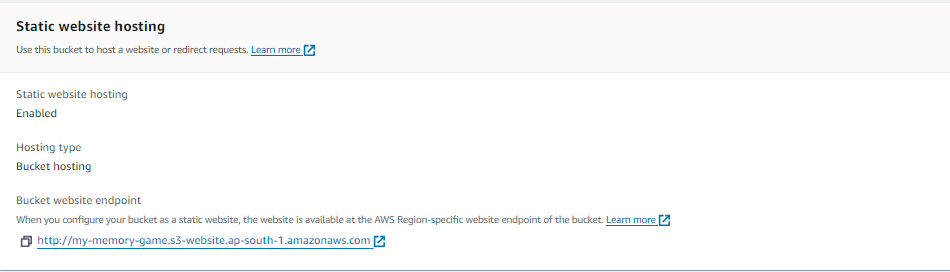 Static website hosting
Use this bucket to host a website or redirect requests. Learn more
Static website hosting
Enabled
Hosting type
Bucket hosting
Bucket website endpoint
When you configure your bucket as a static website, the website is available at the AWS Region-specific website endpoint of the bucket. Learn more
http://my-memory-game.s3-website.ap-south-1.amazonaws.com